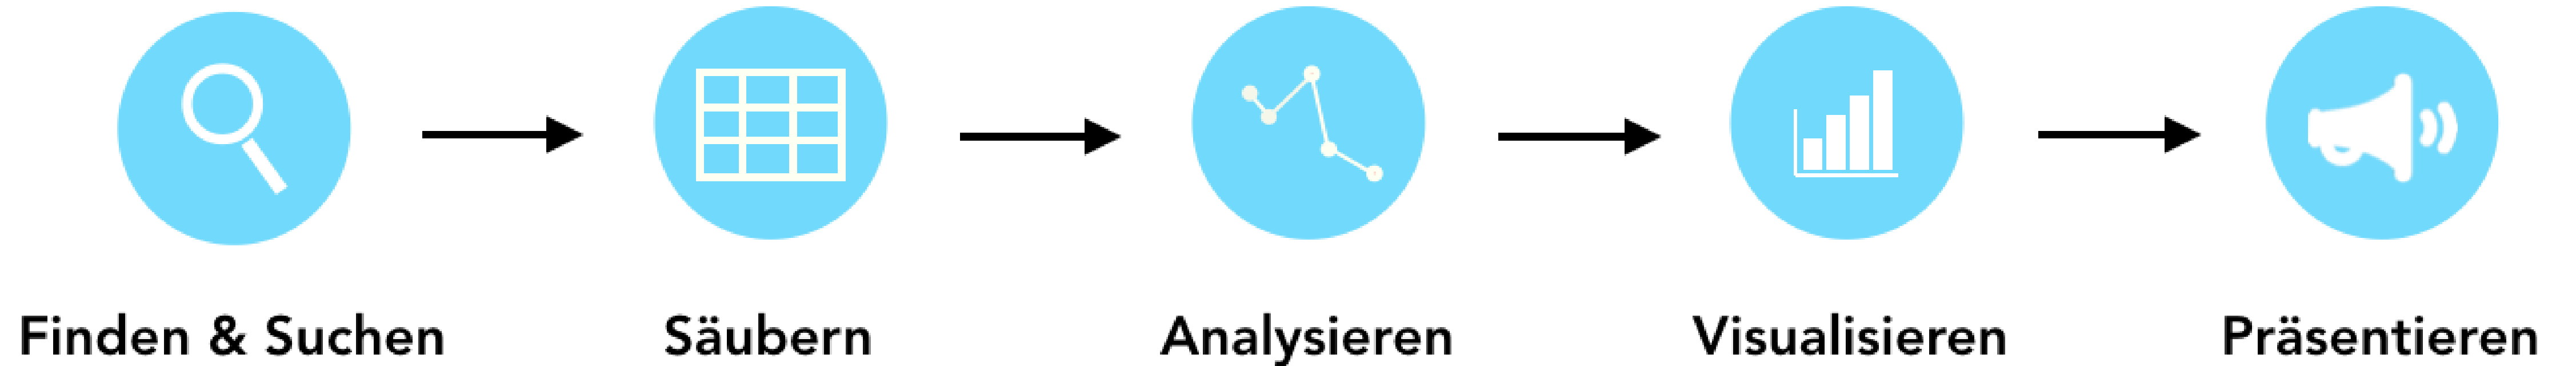 Finden & Suchen
Säubern
Analysieren
Visualisieren
Präsentieren